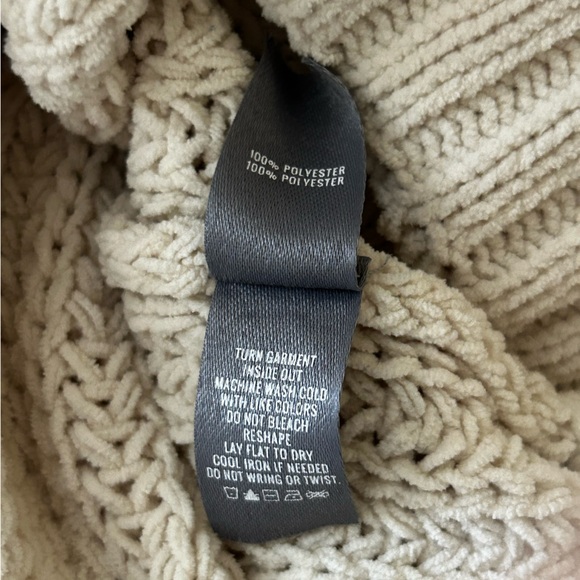 100% POLYESTER
100% POLYESTER
TURN GARMENT
INSIDE OUT
MACHINE WASH COLD
WITH LIKE COLORS
DO NOT BLEACH
RESHAPE
LAY FLAT TO DRY
COOL IRON IF NEEDED
DO NOT WRING OR TWIST.